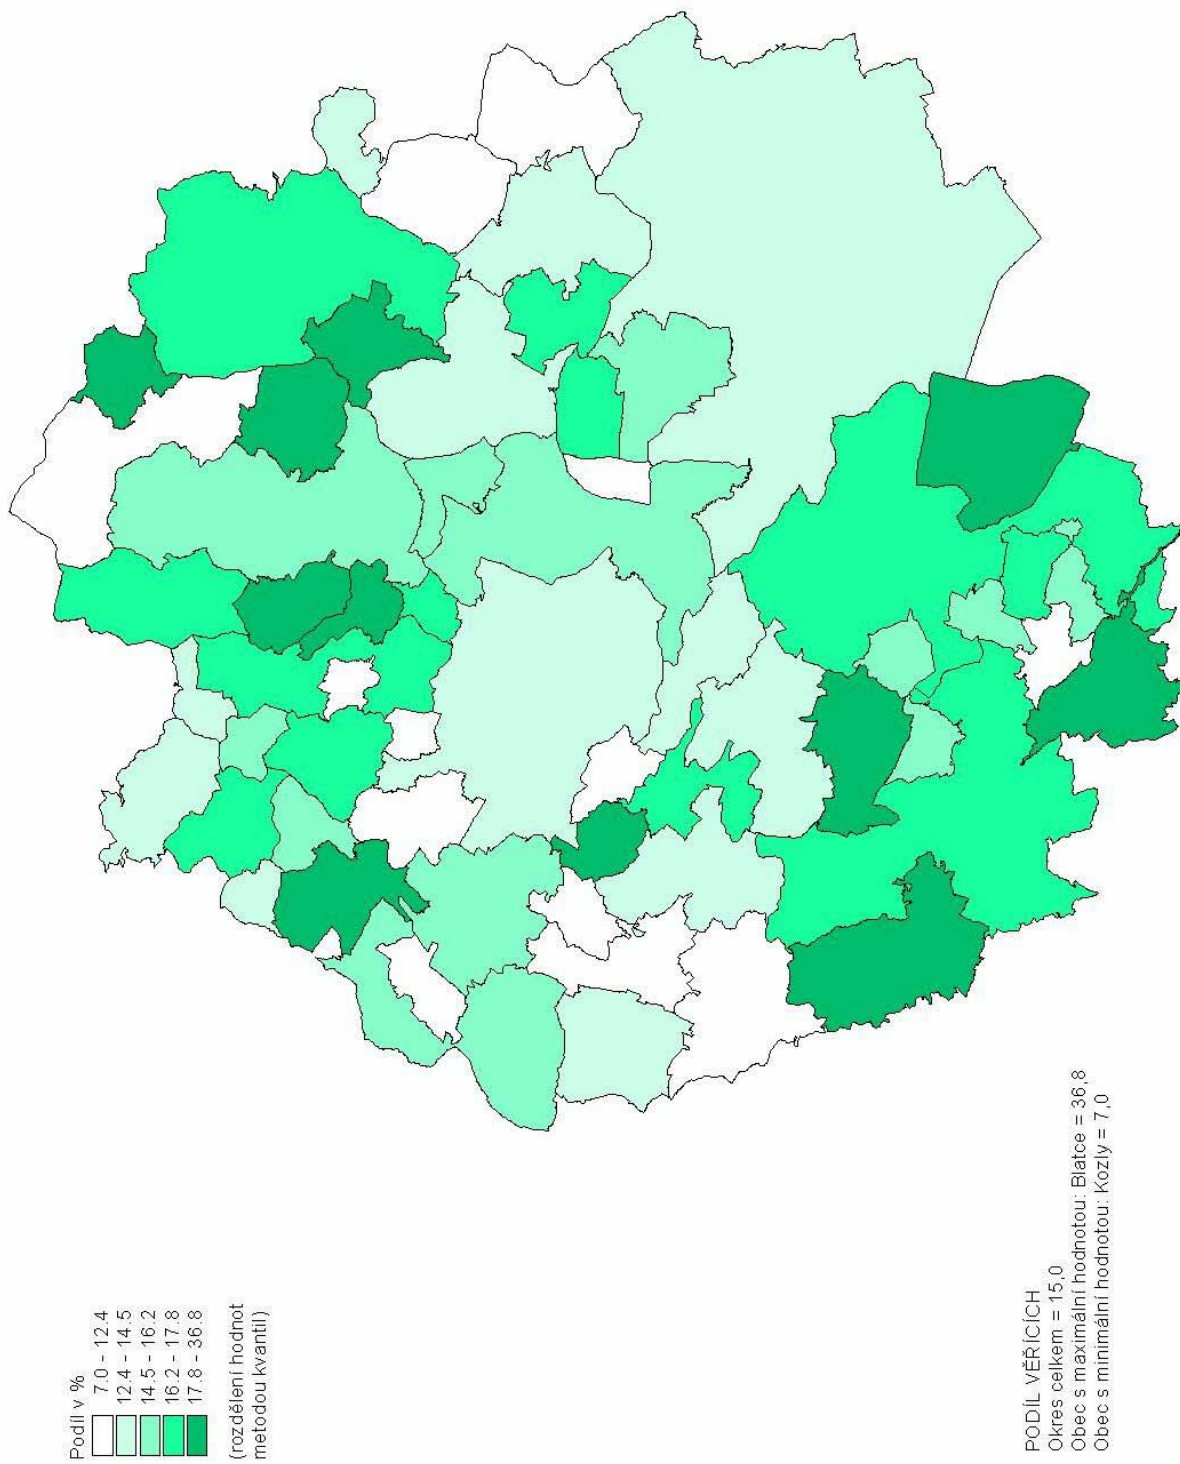 Podíl v %
7.0 - 12.4
12.4 - 14.5
14.5 - 16.2
16.2 - 17.8
17.8 - 36.8
(rozdělení hodnot
metodou kvantil)
PODÍL VĚŘÍCÍCH
Okres celkem = 15,0
Obec s maximální hodnotou: Blatce = 36,8
Obec s minimální hodnotou: Kozly = 7,0